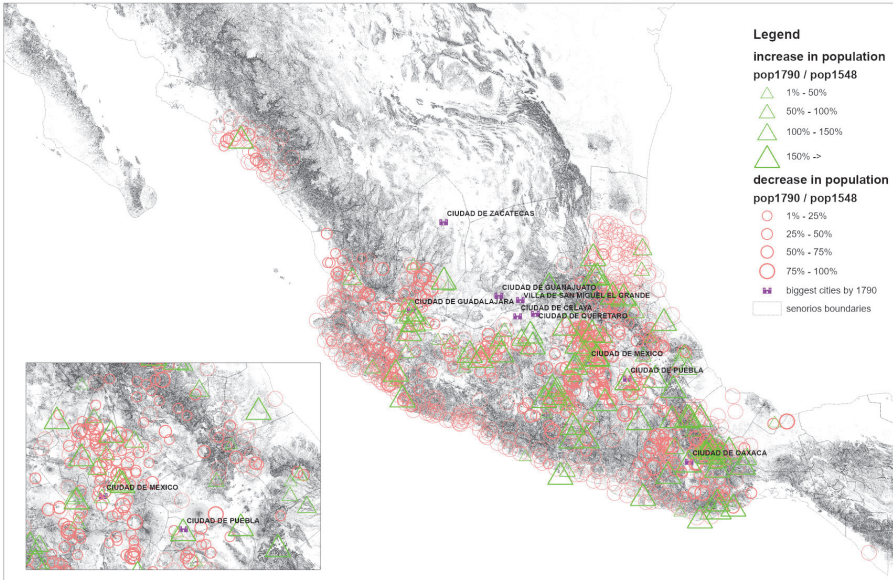 Legend
increase in population
pop1790 / pop1548
1% - 50%
50% - 100%
100% - 150%
150% ->
decrease in population
pop1790 / pop1548
1% - 25%
25% - 50%
50% - 75%
75% - 100%
biggest cities by 1790
senorios boundaries
CIUDAD DE ZACATECAS
CIUDAD DE GUANAJUATO
VILLA DE SAN MIGUEL EL GRANDE
CIUDAD DE GUADALAJARA
CIUDAD DE CELAYA
CIUDAD DE QUERETARO
CIUDAD DE MEXICO
CIUDAD DE PUEBLA
CIUDAD DE OAXACA
CIUDAD DE MEXICO
CIUDAD DE PUEBLA